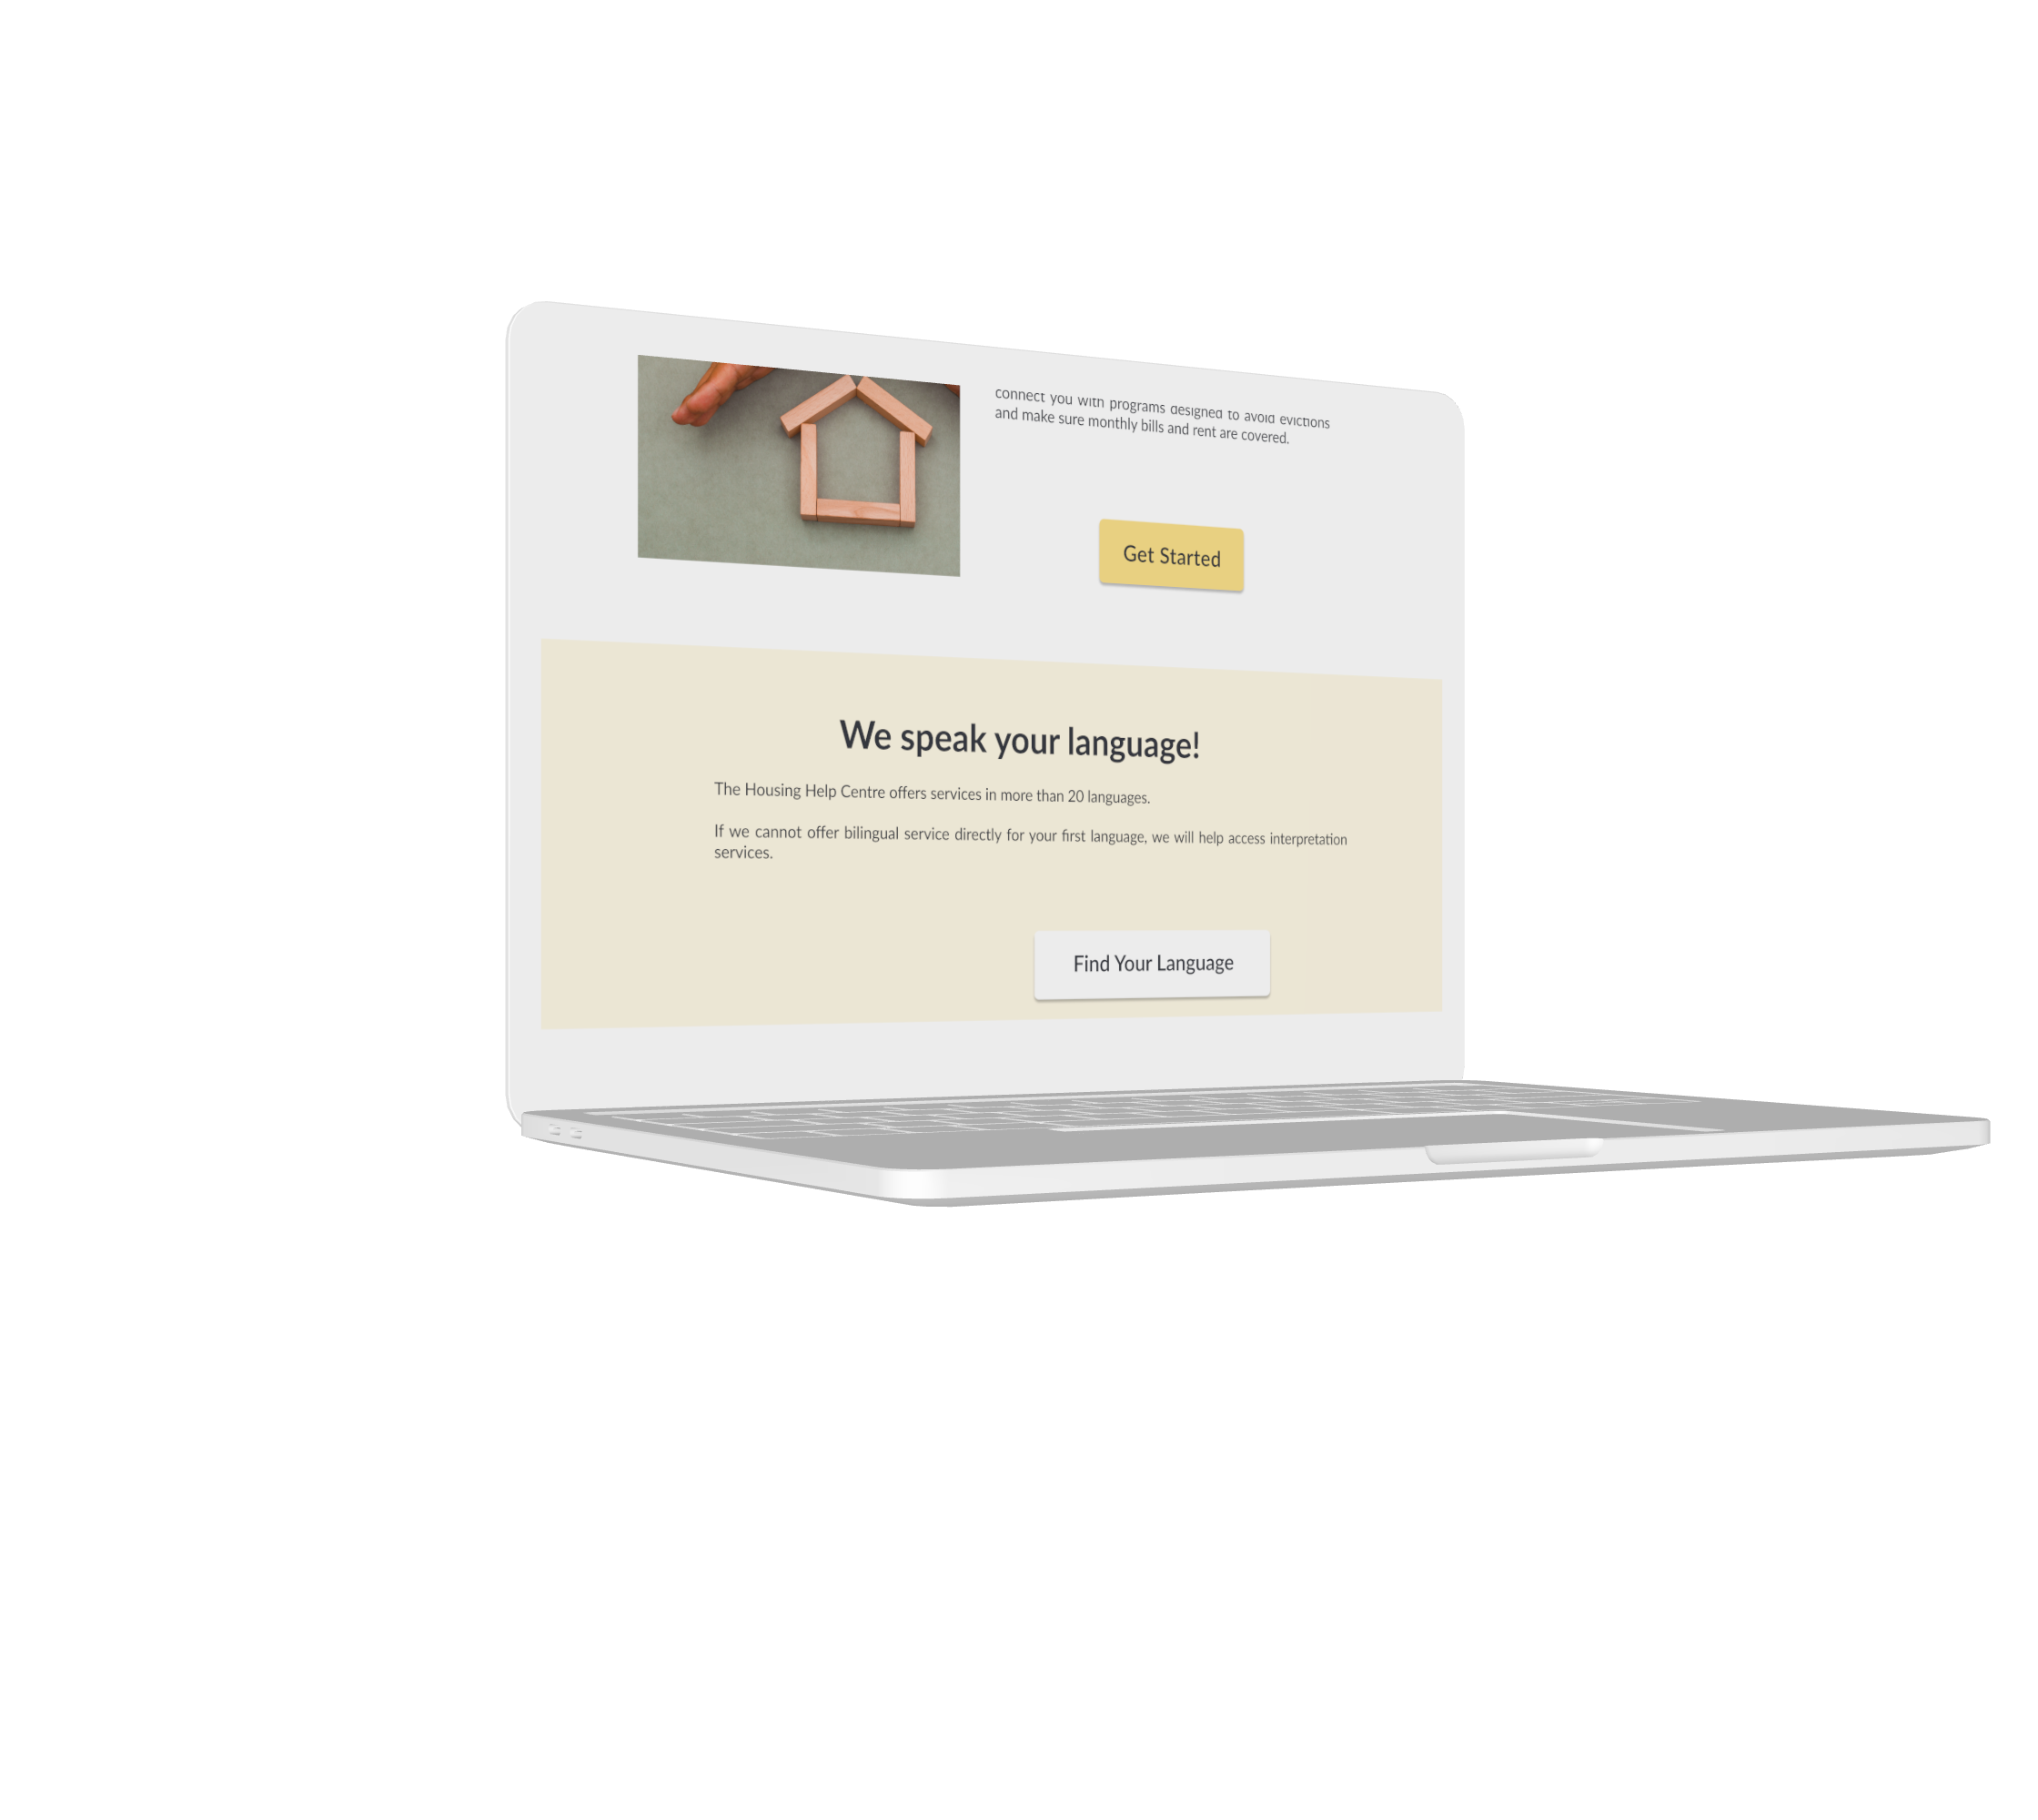 connect you with programs designed to avoid evictions
and make sure monthly bills and rent are covered.
Get Started
We speak your language!
The Housing Help Centre offers services in more than 20 languages.
If we cannot offer bilingual service directly for your first language, we will help access interpretation
services.
Find Your Language